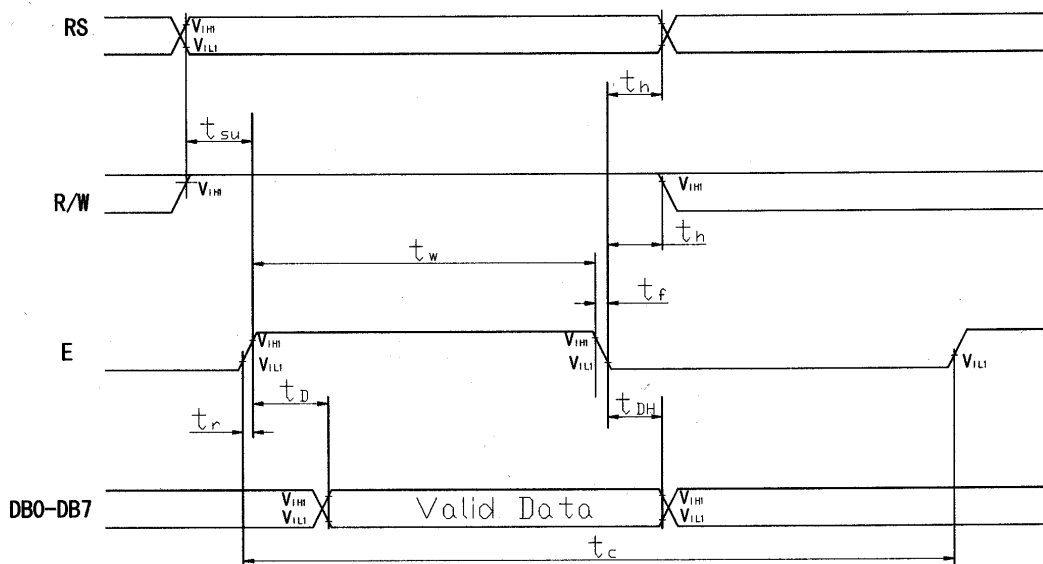 RS
VIH1
VIL1
th
tsu
R/W
VIH1
VIH1
th
tw
tf
E
VIH1
VIL1
VIH1
VIL1
VIL1
tD
tDH
tr
DB0-DB7
VIH1
VIL1
Valid Data
VIH1
VIL1
tc